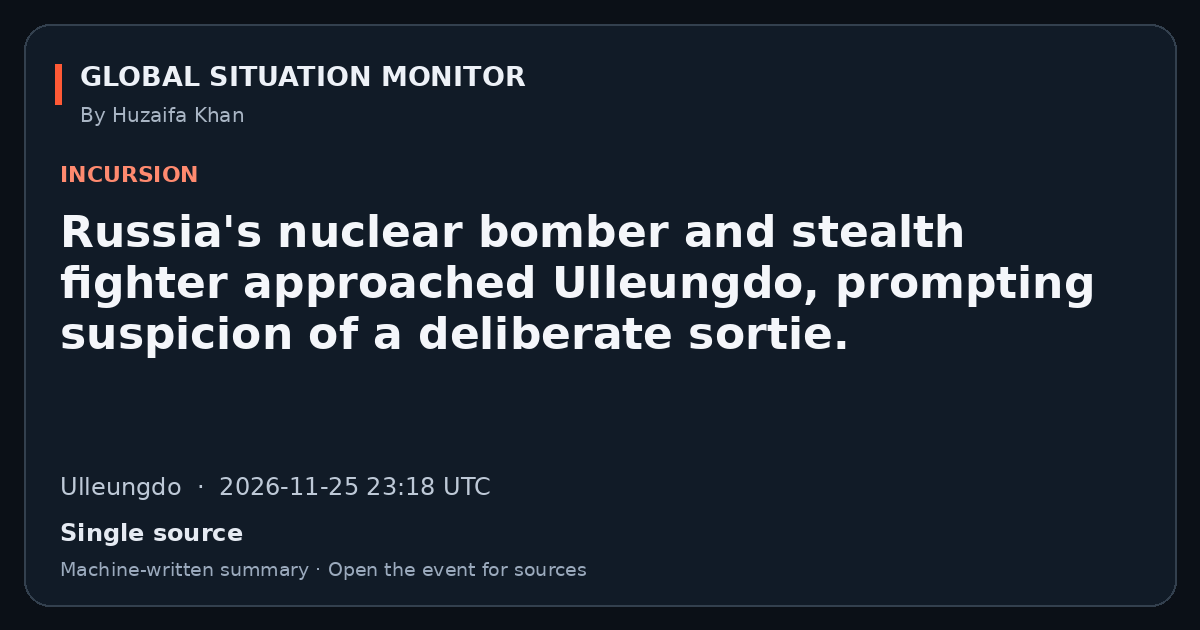 GLOBAL SITUATION MONITOR
By Huzaifa Khan
INCURSION
Russia's nuclear bomber and stealth
fighter approached Ulleungdo, prompting
suspicion of a deliberate sortie.
Ulleungdo · 2026-11-25 23:18 UTC
Single source
Machine-written summary · Open the event for sources